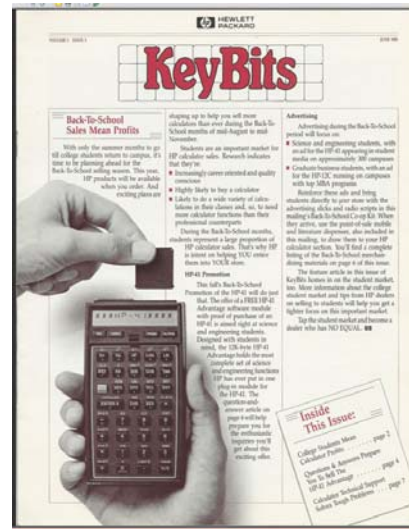 HEWLETT
PACKARD
VOLUME 2 ISSUE 3
JUNE 1985
KeyBits
Back-To-School
Sales Mean Profits
With only the summer months to go
till college students return to campus, it's
time to be planning ahead for the
Back-To-School selling season. This year,
HP products will be available
when you order. And
exciting plans are
shaping up to help you sell more
calculators than ever during the Back-To-
School months of mid-August to mid-
November.
Students are an important market for
HP calculator sales. Research indicates
that they're:
Increasingly career oriented and quality
conscious
Highly likely to buy a calculator
Likely to do a wide variety of calcula-
tions in their classes and, so, to need
more calculator functions than their
professional counterparts
During the Back-To-School months,
students represent a large proportion of
HP calculator sales. That's why HP
is intent on helping YOU entice
them into YOUR store.
HP-41 Promotion
This fall's Back-To-School
Promotion of the HP-41 will do just
that. The offer of a FREE HP-41
Advantage software module
with proof of purchase of an
HP-41 is aimed right at science
and engineering students.
Designed with students in
mind, the 12K-byte HP-41
Advantage holds the most
complete set of science
and engineering functions
HP has ever put in one
plug-in module for
the HP-41. The
question-and-
answer article on
page 6 will help
prepare you for
the enthusiastic
inquiries you'll
get about this
exciting offer.
Advertising
Advertising during the Back-To-School
period will focus on:
Science and engineering students, with
an ad for the HP-41 appearing in student
media on approximately 300 campuses
Graduate business students, with an ad
for the HP-12C running on campuses
with top MBA programs
Reinforce these ads and bring
students directly to your store with the
advertising slicks and radio scripts in this
mailing's Back-To-School Co-op Kit. When
they arrive, use the point-of-sale mobile
and literature dispenser, also included in
this mailing, to draw them to your HP
calculator section. You'll find a complete
listing of the Back-To-School merchan-
dising materials on page 6 of this issue.
The feature article in this issue of
KeyBits homes in on the student market,
too. More information about the college
student market and tips from HP dealers
on selling to students will help you get a
tighter focus on this important market.
Tap the student market and become a
dealer who has NO EQUAL.
Inside
This Issue:
College Students Mean
Calculator Profits . . . page 2
Questions & Answers Prepare
You To Sell The
HP-41 Advantage . . . page 6
Calculator Technical Support
Solves Tough Problems . . . page 7